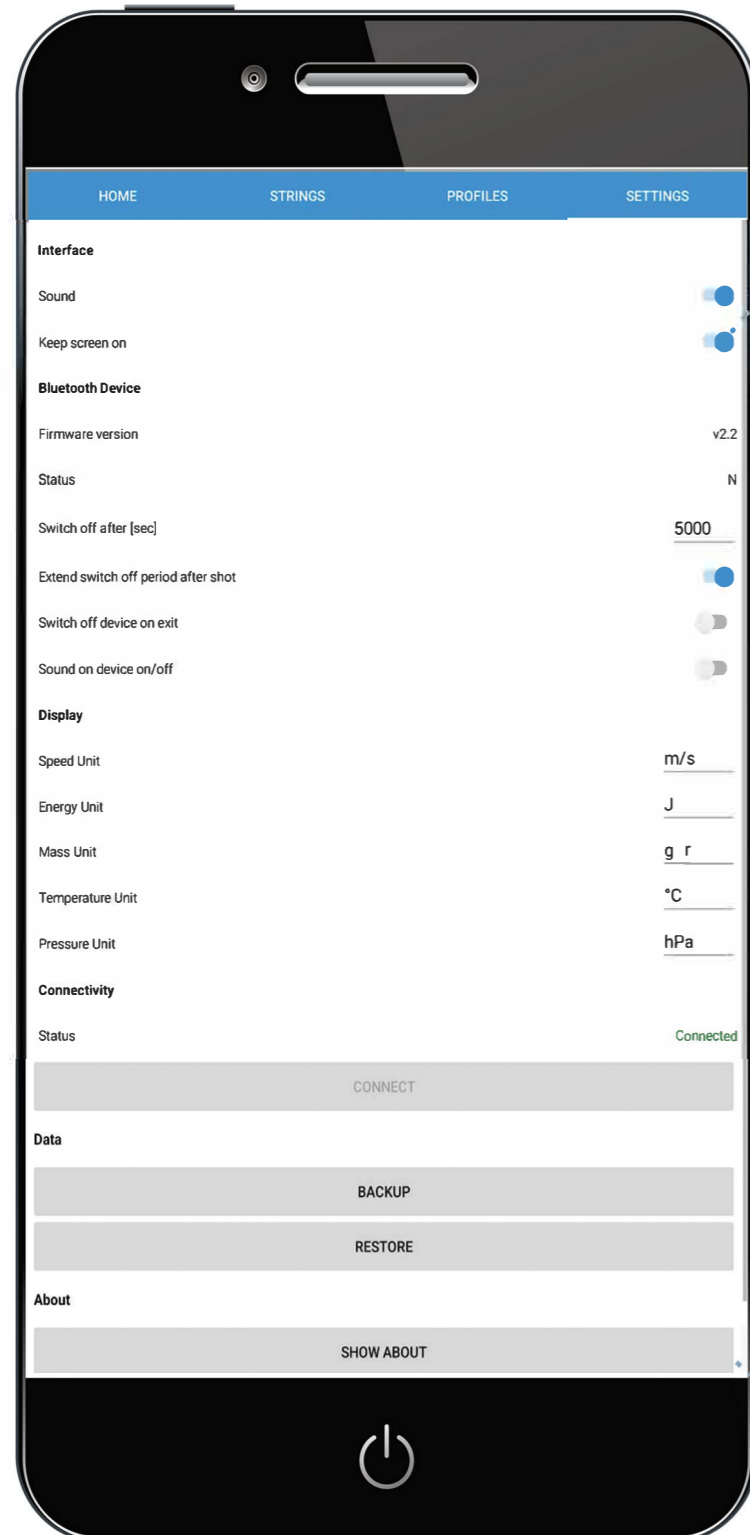 HOME STRINGS PROFILES SETTINGS
Interface
Sound
Keep screen on
Bluetooth Device
Firmware version v2.2
Status N
Switch off after [sec] 5000
Extend switch off period after shot
Switch off device on exit
Sound on device on/off
Display
Speed Unit m/s
Energy Unit J
Mass Unit g r
Temperature Unit °C
Pressure Unit hPa
Connectivity
Status Connected
CONNECT
Data
BACKUP
RESTORE
About
SHOW ABOUT